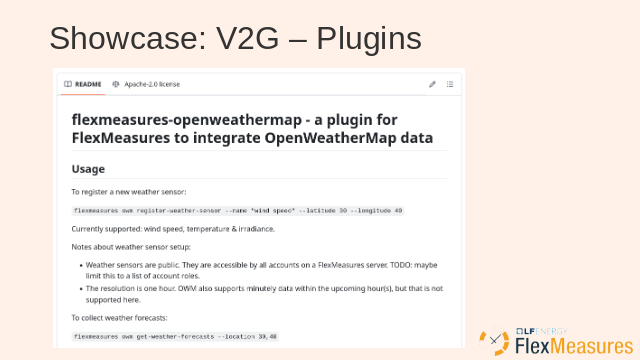 Showcase: V2G – Plugins
README
Apache-2.0 license
flexmeasures-openweathermap - a plugin for
FlexMeasures to integrate OpenWeatherMap data
Usage
To register a new weather sensor:
flexmeasures owm register-weather-sensor --name "wind speed" --latitude 30 --longitude 40
Currently supported: wind speed, temperature & irradiance.
Notes about weather sensor setup:
• Weather sensors are public. They are accessible by all accounts on a FlexMeasures server. TODO: maybe
limit this to a list of account roles.
• The resolution is one hour. OWM also supports minutely data within the upcoming hour(s), but that is not
supported here.
To collect weather forecasts:
flexmeasures owm get-weather-forecasts --location 30,40
LFENERGY
FlexMeasures